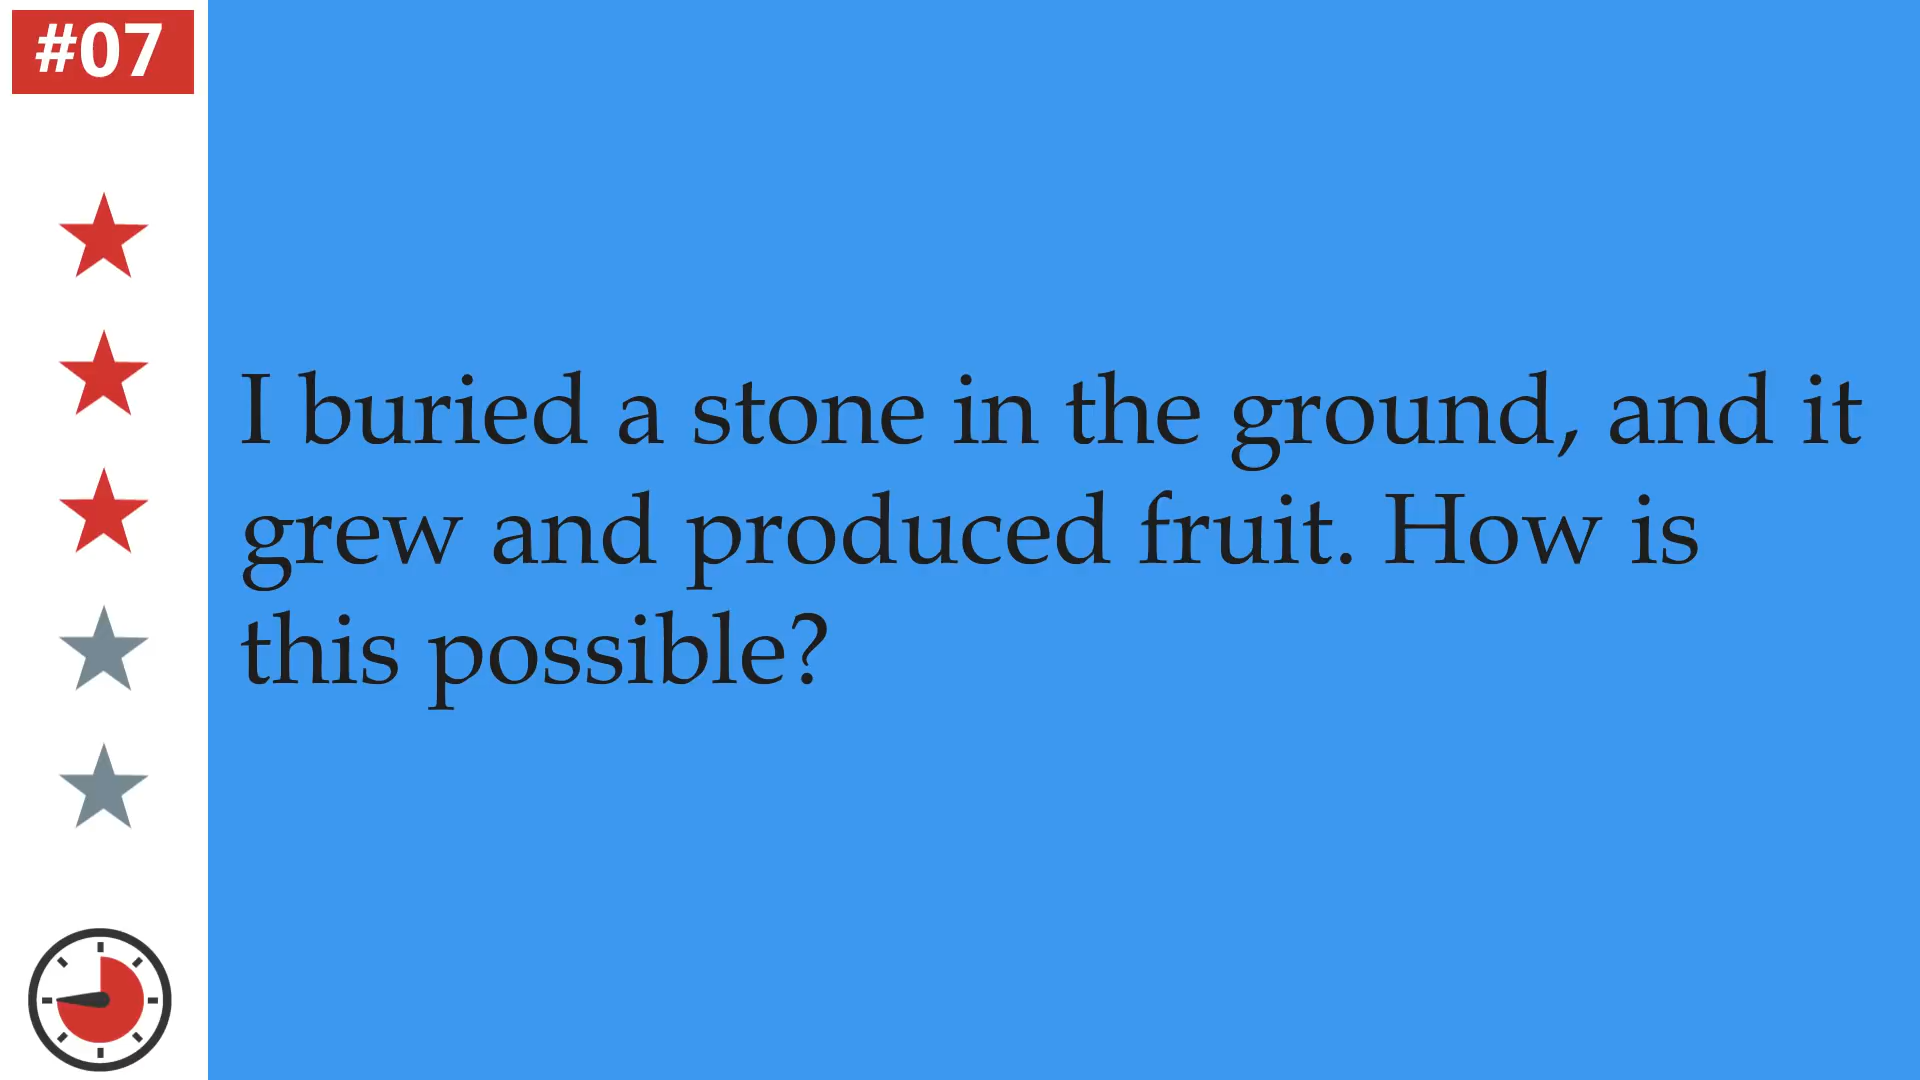 #07
I buried a stone in the ground, and it
grew and produced fruit. How is
this possible?